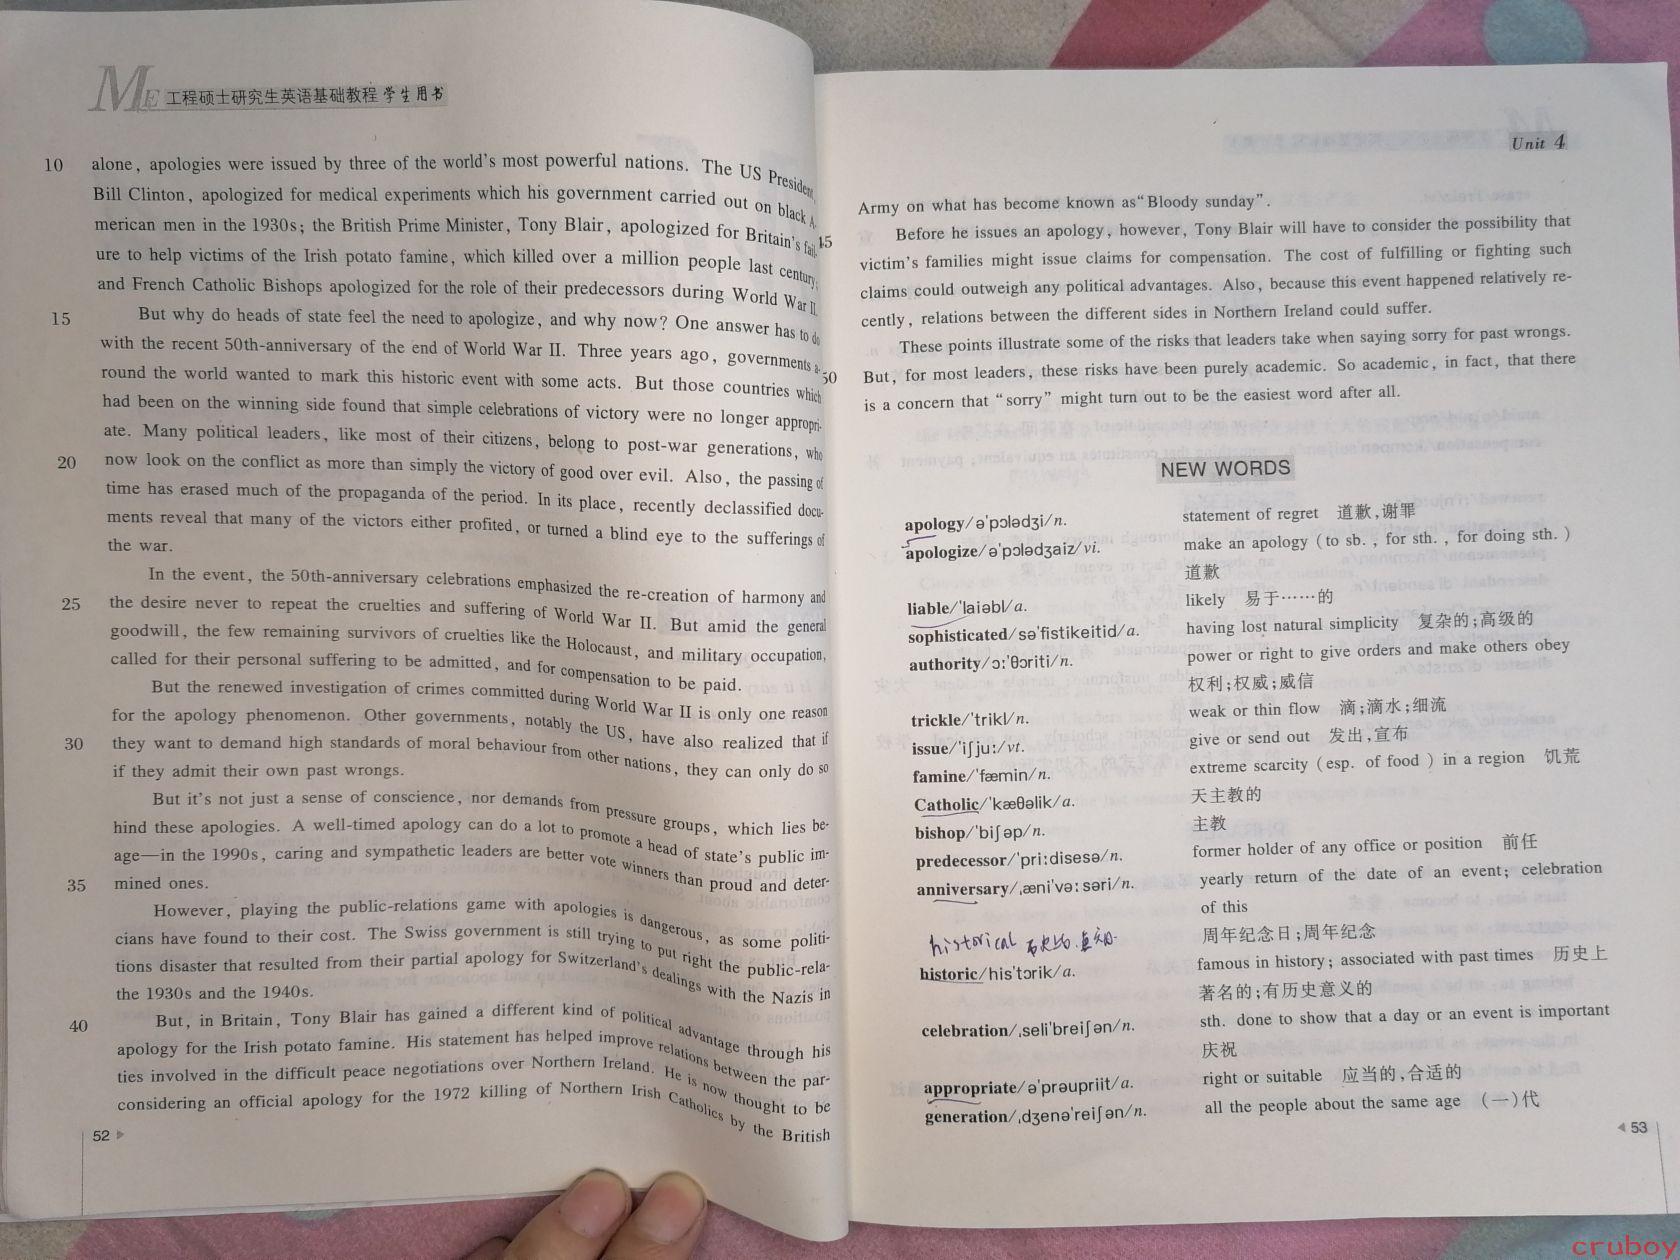 ME 工程硕士研究生英语基础教程 学生用书
10 alone, apologies were issued by three of the world's most powerful nations. The US President,
Bill Clinton, apologized for medical experiments which his government carried out on black A-
merican men in the 1930s; the British Prime Minister, Tony Blair, apologized for Britain's fail-
ure to help victims of the Irish potato famine, which killed over a million people last century;
and French Catholic Bishops apologized for the role of their predecessors during World War II.
15 But why do heads of state feel the need to apologize, and why now? One answer has to do
with the recent 50th-anniversary of the end of World War II. Three years ago, governments a-
round the world wanted to mark this historic event with some acts. But those countries which
had been on the winning side found that simple celebrations of victory were no longer appropri-
ate. Many political leaders, like most of their citizens, belong to post-war generations, who
20 now look on the conflict as more than simply the victory of good over evil. Also, the passing of
time has erased much of the propaganda of the period. In its place, recently declassified docu-
ments reveal that many of the victors either profited, or turned a blind eye to the sufferings of
the war.
In the event, the 50th-anniversary celebrations emphasized the re-creation of harmony and
25 the desire never to repeat the cruelties and suffering of World War II. But amid the general
goodwill, the few remaining survivors of cruelties like the Holocaust, and military occupation,
called for their personal suffering to be admitted, and for compensation to be paid.
But the renewed investigation of crimes committed during World War II is only one reason
for the apology phenomenon. Other governments, notably the US, have also realized that if
30 they want to demand high standards of moral behaviour from other nations, they can only do so
if they admit their own past wrongs.
But it's not just a sense of conscience, nor demands from pressure groups, which lies be-
hind these apologies. A well-timed apology can do a lot to promote a head of state's public im-
age—in the 1990s, caring and sympathetic leaders are better vote winners than proud and deter-
35 mined ones.
However, playing the public-relations game with apologies is dangerous, as some politi-
cians have found to their cost. The Swiss government is still trying to put right the public-rela-
tions disaster that resulted from their partial apology for Switzerland's dealings with the Nazis in
the 1930s and the 1940s.
40 But, in Britain, Tony Blair has gained a different kind of political advantage through his
apology for the Irish potato famine. His statement has helped improve relations between the par-
ties involved in the difficult peace negotiations over Northern Ireland. He is now thought to be
considering an official apology for the 1972 killing of Northern Irish Catholics by the British
52
Unit 4
Army on what has become known as "Bloody sunday".
45 Before he issues an apology, however, Tony Blair will have to consider the possibility that
victim's families might issue claims for compensation. The cost of fulfilling or fighting such
claims could outweigh any political advantages. Also, because this event happened relatively re-
cently, relations between the different sides in Northern Ireland could suffer.
These points illustrate some of the risks that leaders take when saying sorry for past wrongs.
50 But, for most leaders, these risks have been purely academic. So academic, in fact, that there
is a concern that "sorry" might turn out to be the easiest word after all.
NEW WORDS
apology/ə'pɔlədʒi/n. statement of regret 道歉,谢罪
apologize/ə'pɔlədʒaiz/vi. make an apology (to sb. , for sth. , for doing sth. )
道歉
liable/'laiəbl/a. likely 易于……的
sophisticated/sə'fistikeitid/a. having lost natural simplicity 复杂的;高级的
authority/ɔː'θɔriti/n. power or right to give orders and make others obey
权利;权威;威信
trickle/'trikl/n. weak or thin flow 滴;滴水;细流
issue/'iʃjuː/vt. give or send out 发出,宣布
famine/'fæmin/n. extreme scarcity (esp. of food ) in a region 饥荒
Catholic/'kæθəlik/a. 天主教的
bishop/'biʃəp/n. 主教
predecessor/'priːdisesə/n. former holder of any office or position 前任
anniversary/ˌæni'vəːsəri/n. yearly return of the date of an event; celebration
of this
周年纪念日;周年纪念
historical
historic/his'tɔrik/a. famous in history; associated with past times 历史上
著名的;有历史意义的
celebration/ˌseli'breiʃən/n. sth. done to show that a day or an event is important
庆祝
appropriate/ə'prəupriit/a. right or suitable 应当的,合适的
generation/ˌdʒenə'reiʃən/n. all the people about the same age (一)代
53
cruboy